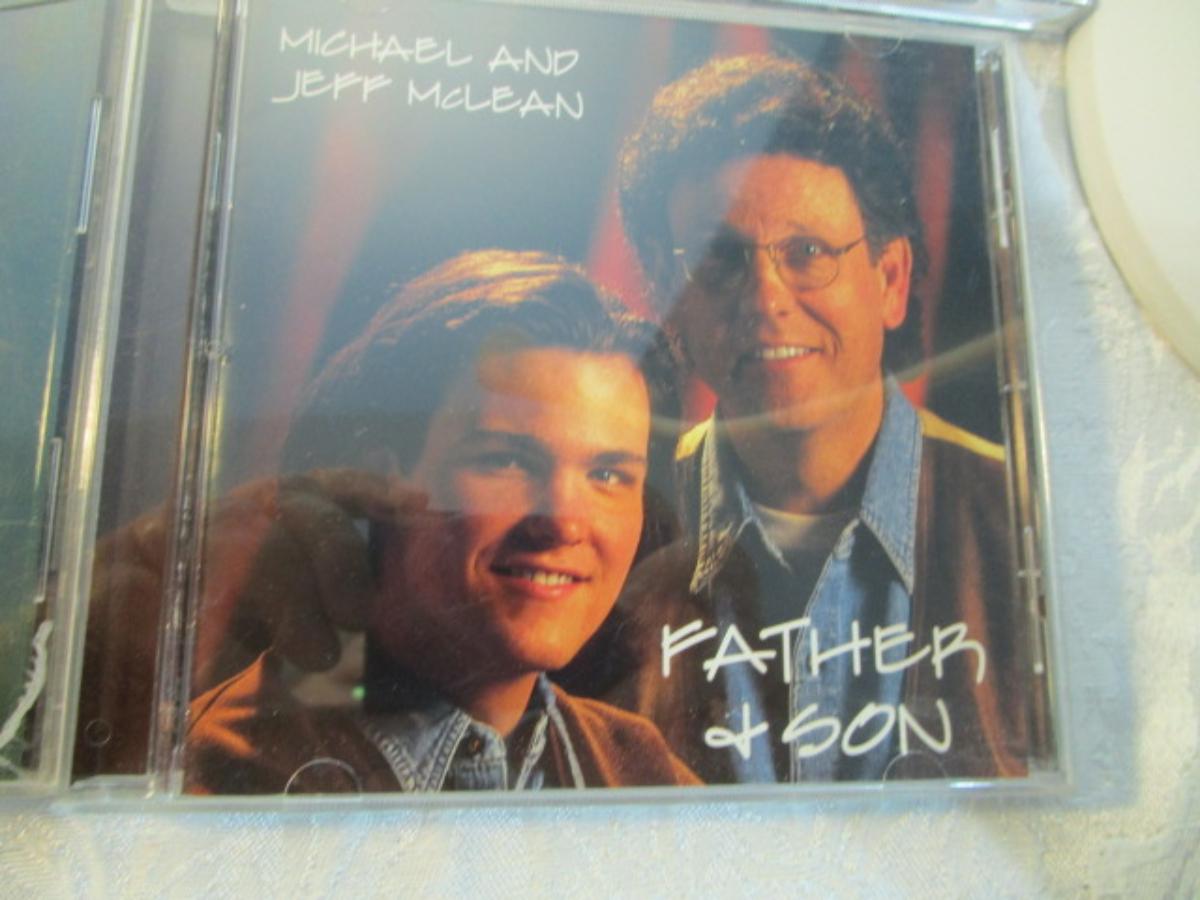 MICHAEL AND
JEFF McLEAN
FATHER
& SON